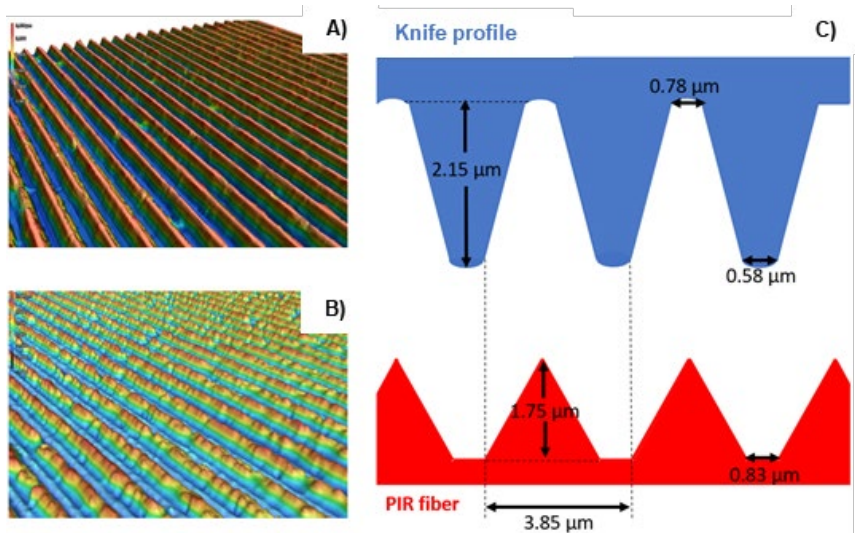 A)
B)
Knife profile
C)
0.78 µm
2.15 µm
0.58 µm
1.75 µm
0.83 µm
PIR fiber
3.85 µm